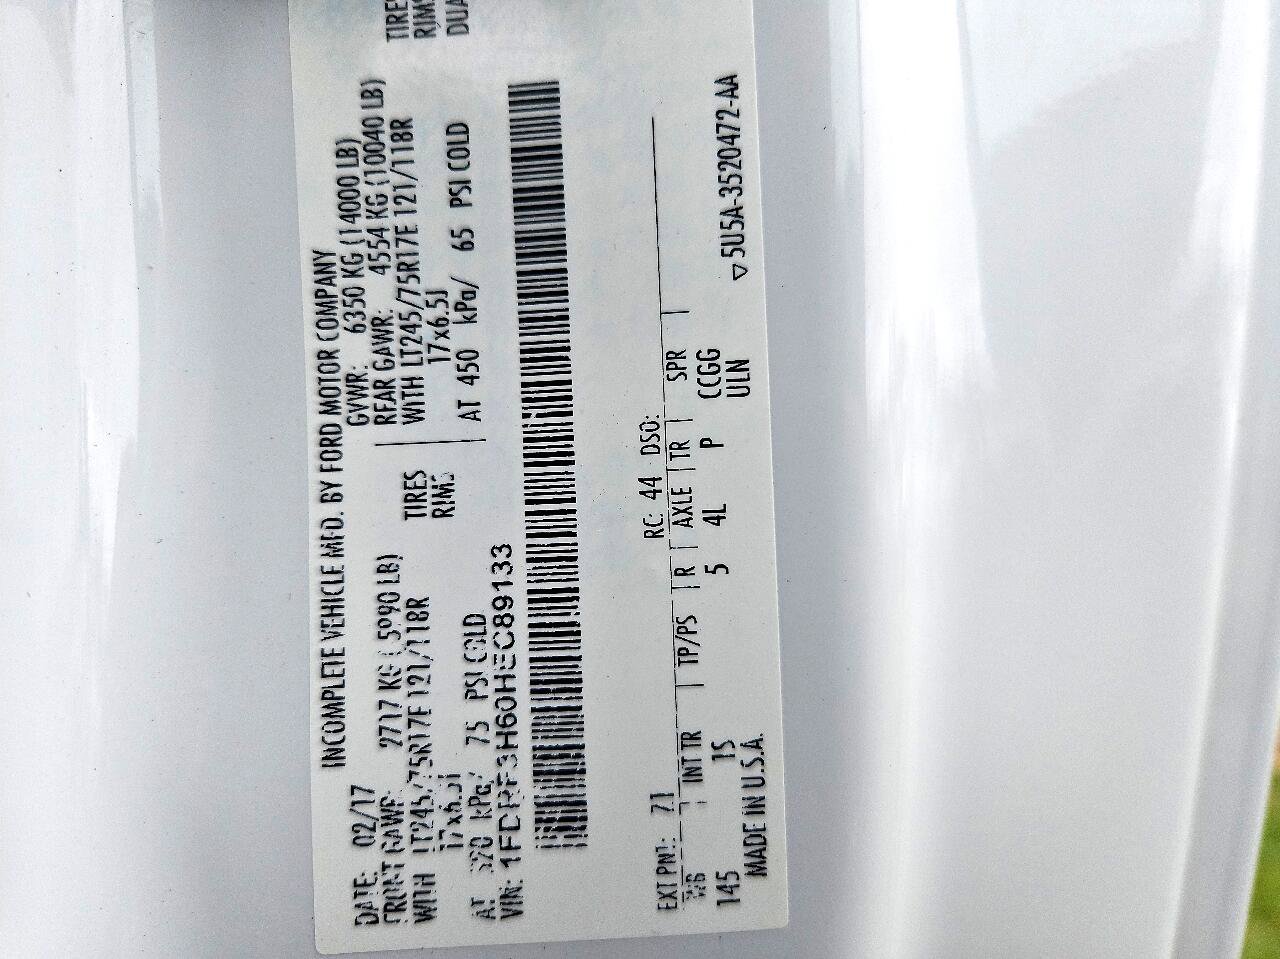 INCOMPLETE VEHICLE MFD. BY FORD MOTOR COMPANY
DATE: 02/17 GVWR: 6350 KG (14000 LB)
FRONT GAWR: 2717 KG (5990 LB) REAR GAWR: 4554 KG (10040 LB)
WITH LT245/75R17E 121/118R TIRES WITH LT245/75R17E 121/118R TIRES
17x6.5J RIMS 17x6.5J RIMS
AT kPa/ 75 PSI COLD AT 450 kPa/ 65 PSI COLD DUA
VIN: 1FDRF3H60HEC89133
EXT PNT: Z1 RC: 44 DSO:
WB INT TR TP/PS R AXLE TR SPR
145 1S 5 4L P CCGG
ULN
MADE IN U.S.A. ▽5U5A-3520472-AA